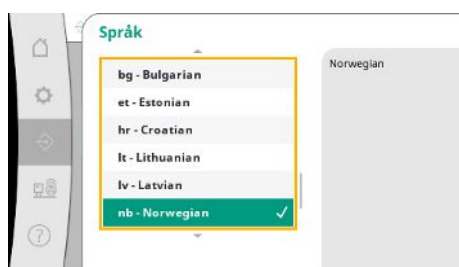 Språk
bg - Bulgarian
et - Estonian
hr - Croatian
lt - Lithuanian
lv - Latvian
nb - Norwegian
Norwegian